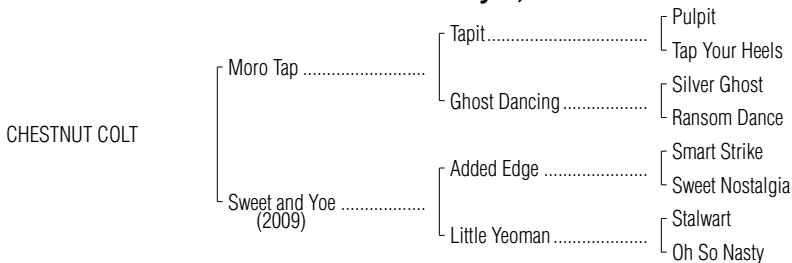 Pulpit
Tapit
Tap Your Heels
Moro Tap
Silver Ghost
Ghost Dancing
Ransom Dance
CHESTNUT COLT
Smart Strike
Added Edge
Sweet Nostalgia
Sweet and Yoe
(2009)
Stalwart
Little Yeoman
Oh So Nasty